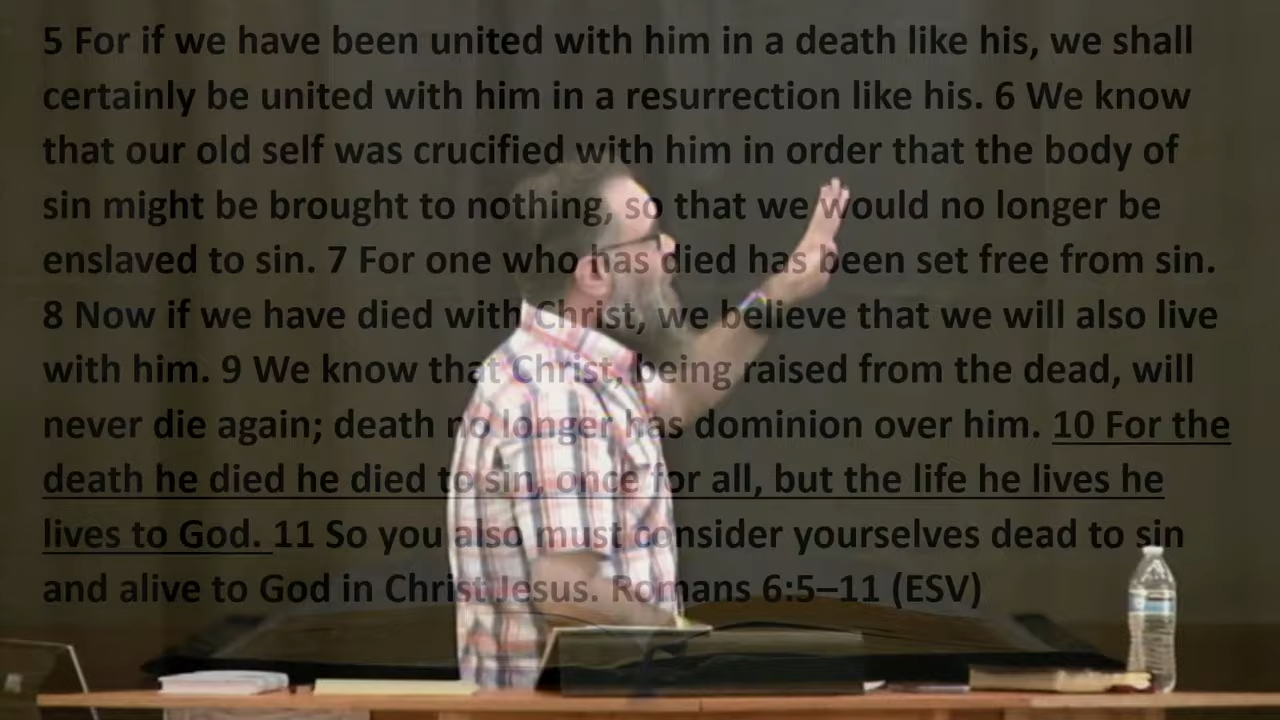 5 For if we have been united with him in a death like his, we shall
certainly be united with him in a resurrection like his. 6 We know
that our old self was crucified with him in order that the body of
sin might be brought to nothing, so that we would no longer be
enslaved to sin. 7 For one who has died has been set free from sin.
8 Now if we have died with Christ, we believe that we will also live
with him. 9 We know that Christ, being raised from the dead, will
never die again; death no longer has dominion over him. 10 For the
death he died he died to sin, once for all, but the life he lives he
lives to God. 11 So you also must consider yourselves dead to sin
and alive to God in Christ Jesus. Romans 6:5–11 (ESV)